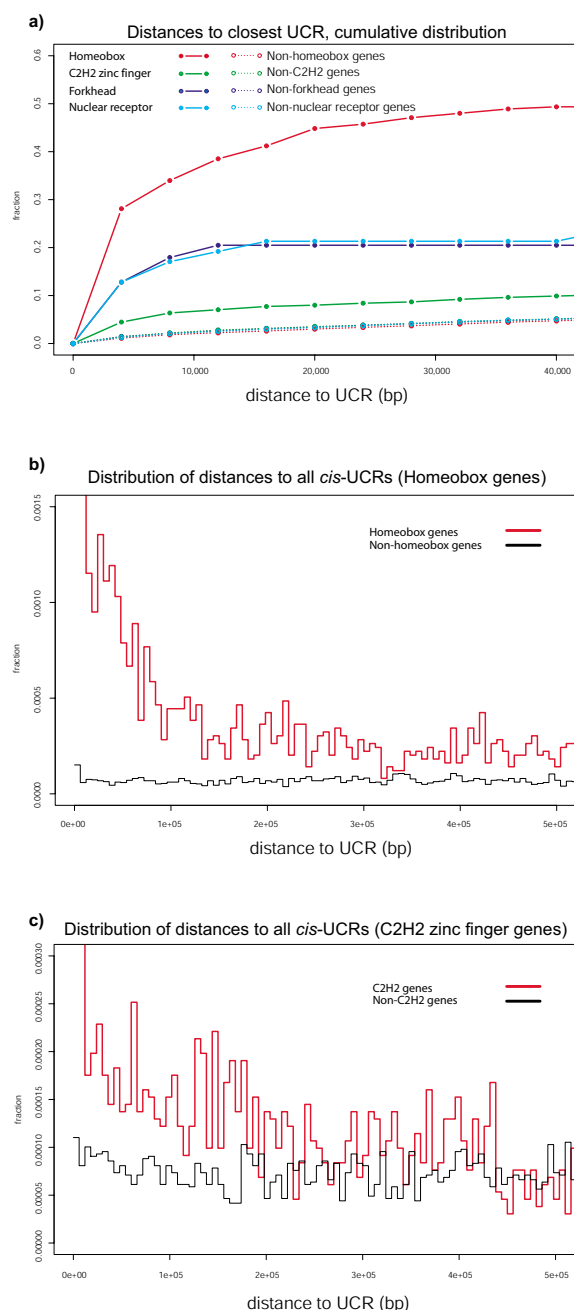 a)
Distances to closest UCR, cumulative distribution
Homeobox Non-homeobox genes
C2H2 zinc finger Non-C2H2 genes
Forkhead Non-forkhead genes
Nuclear receptor Non-nuclear receptor genes
0.6
0.5
0.4
0.3
0.2
0.1
0.0
fraction
0 10,000 20,000 30,000 40,000
distance to UCR (bp)
b)
Distribution of distances to all cis-UCRs (Homeobox genes)
Homeobox genes
Non-homeobox genes
0.0015
0.0010
0.0005
0.0000
fraction
0e+00 1e+05 2e+05 3e+05 4e+05 5e+05
distance to UCR (bp)
c)
Distribution of distances to all cis-UCRs (C2H2 zinc finger genes)
C2H2 genes
Non-C2H2 genes
0.00030
0.00025
0.00020
0.00015
0.00010
0.00005
0.00000
fraction
0e+00 1e+05 2e+05 3e+05 4e+05 5e+05
distance to UCR (bp)